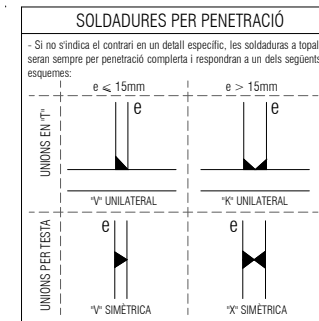 SOLDADURES PER PENETRACIÓ
- Si no s'indica el contrari en un detall específic, les soldadures a topal
seran sempre per penetració complerta i respondran a un dels següents
esquemes:
e ⩽ 15mm
e > 15mm
UNIONS EN "T"
e
e
"V" UNILATERAL
"K" UNILATERAL
UNIONS PER TESTA
e
e
"V" SIMÈTRICA
"X" SIMÈTRICA